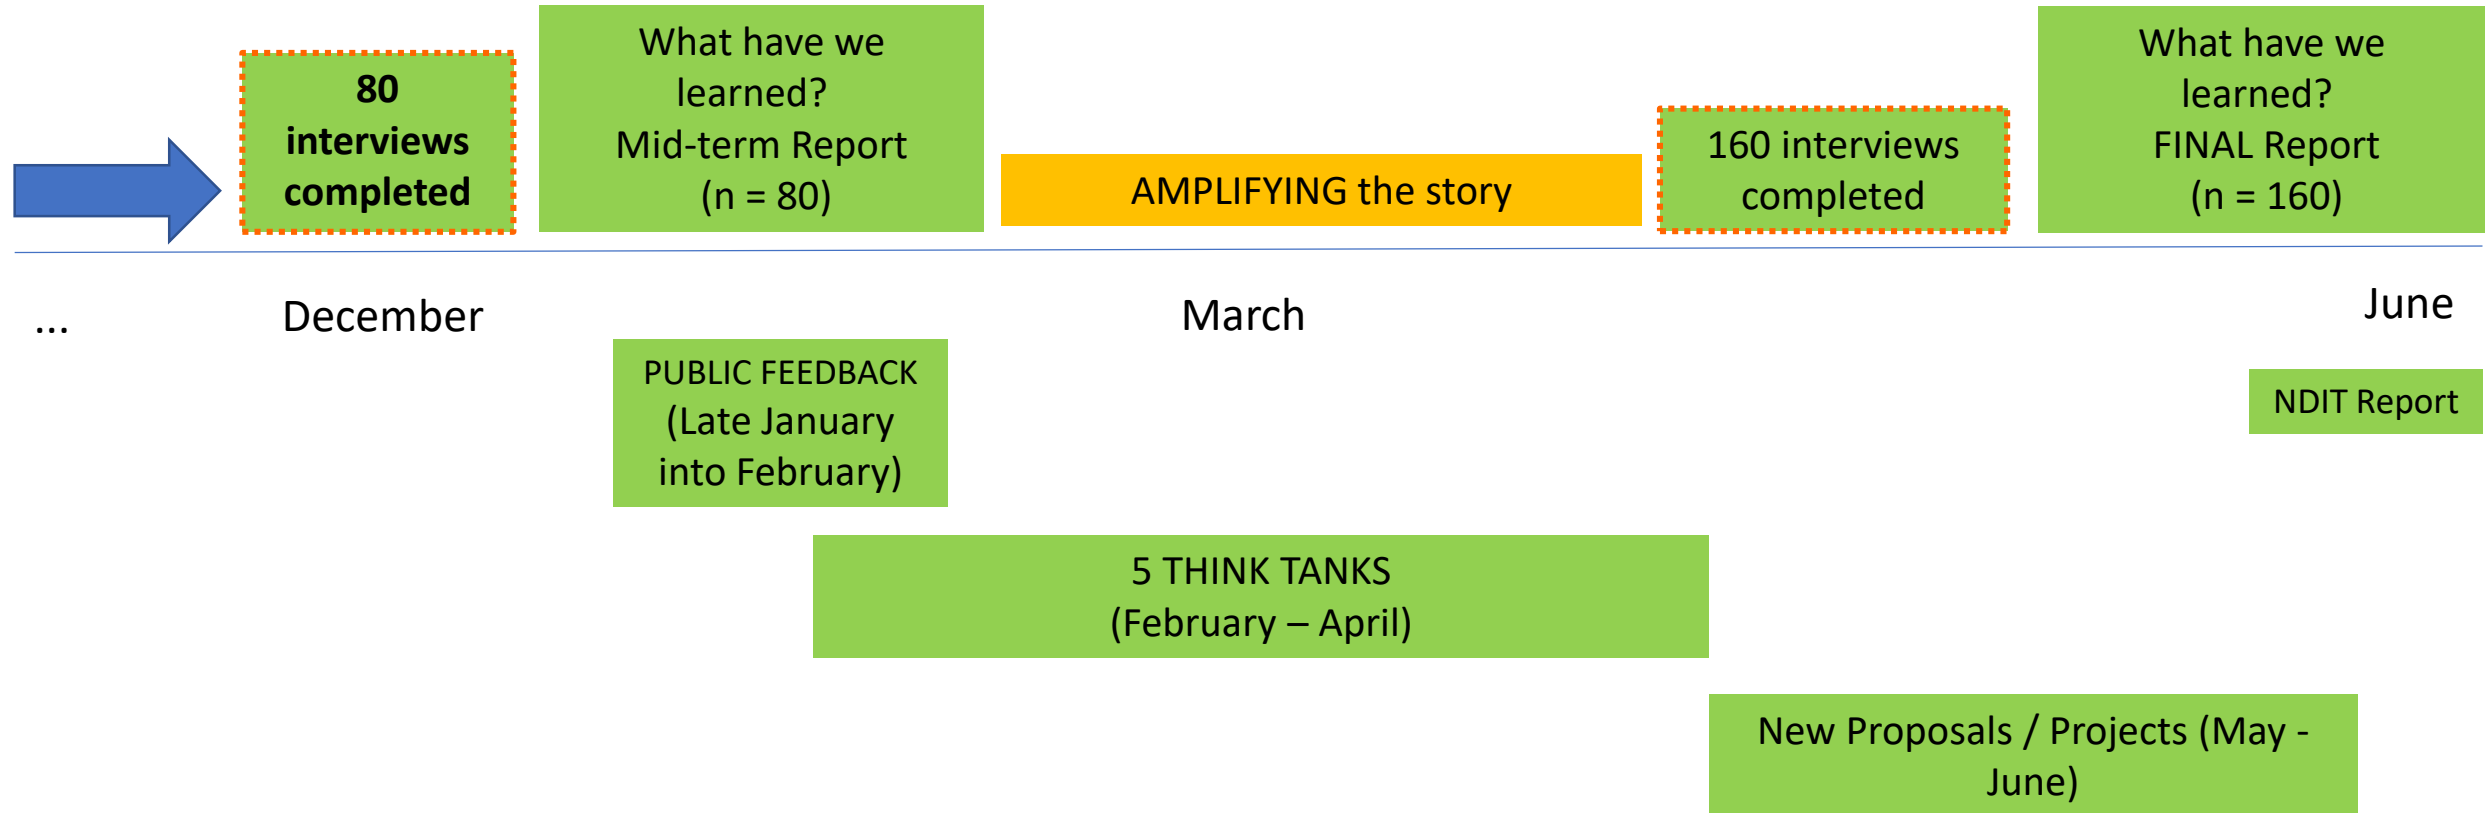 80
interviews
completed
What have we
learned?
Mid-term Report
(n = 80)
AMPLIFYING the story
160 interviews
completed
What have we
learned?
FINAL Report
(n = 160)
...
December
March
June
PUBLIC FEEDBACK
(Late January
into February)
NDIT Report
5 THINK TANKS
(February – April)
New Proposals / Projects (May -
June)